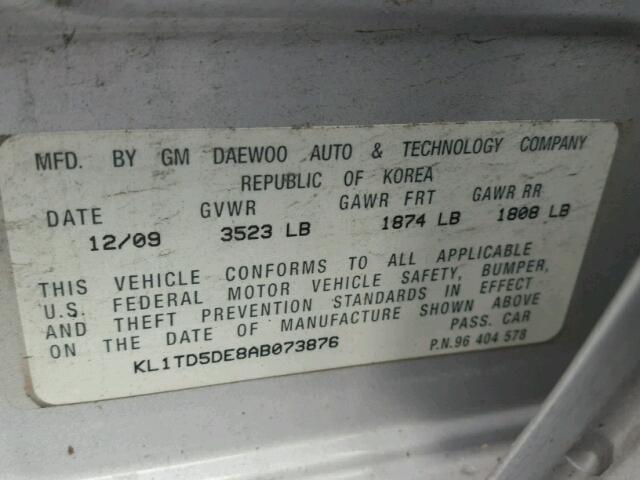 MFD. BY GM DAEWOO AUTO & TECHNOLOGY COMPANY
REPUBLIC OF KOREA
DATE GVWR GAWR FRT GAWR RR
12/09 3523 LB 1874 LB 1808 LB
THIS VEHICLE CONFORMS TO ALL APPLICABLE
U.S. FEDERAL MOTOR VEHICLE SAFETY, BUMPER,
AND THEFT PREVENTION STANDARDS IN EFFECT
ON THE DATE OF MANUFACTURE SHOWN ABOVE
KL1TD5DE8AB073876 PASS. CAR
P.N.96 404 578